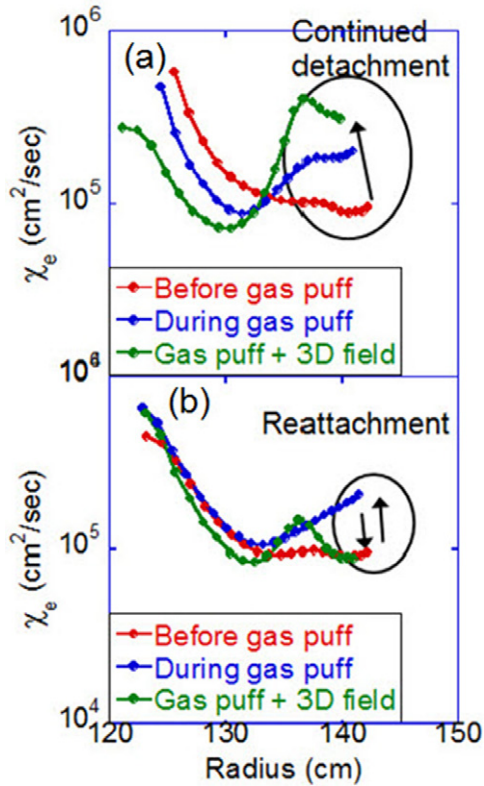 10⁶
(a)
Continued
detachment
10⁵
χₑ (cm²/sec)
Before gas puff
During gas puff
Gas puff + 3D field
(b)
Reattachment
10⁵
χₑ (cm²/sec)
Before gas puff
During gas puff
Gas puff + 3D field
10⁴
120 130 140 150
Radius (cm)